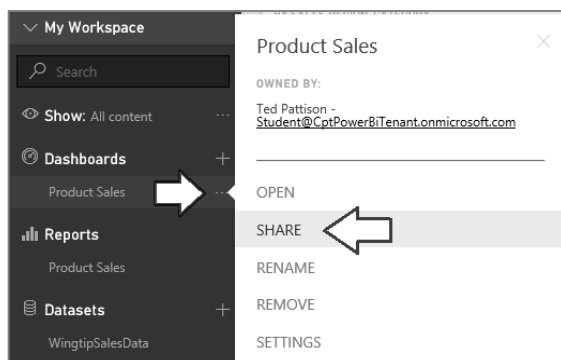 My Workspace
Search
Show: All content
Dashboards
Product Sales
Reports
Product Sales
Datasets
WingtipSalesData
Product Sales
OWNED BY:
Ted Pattison -
Student@CptPowerBiTenant.onmicrosoft.com
OPEN
SHARE
RENAME
REMOVE
SETTINGS